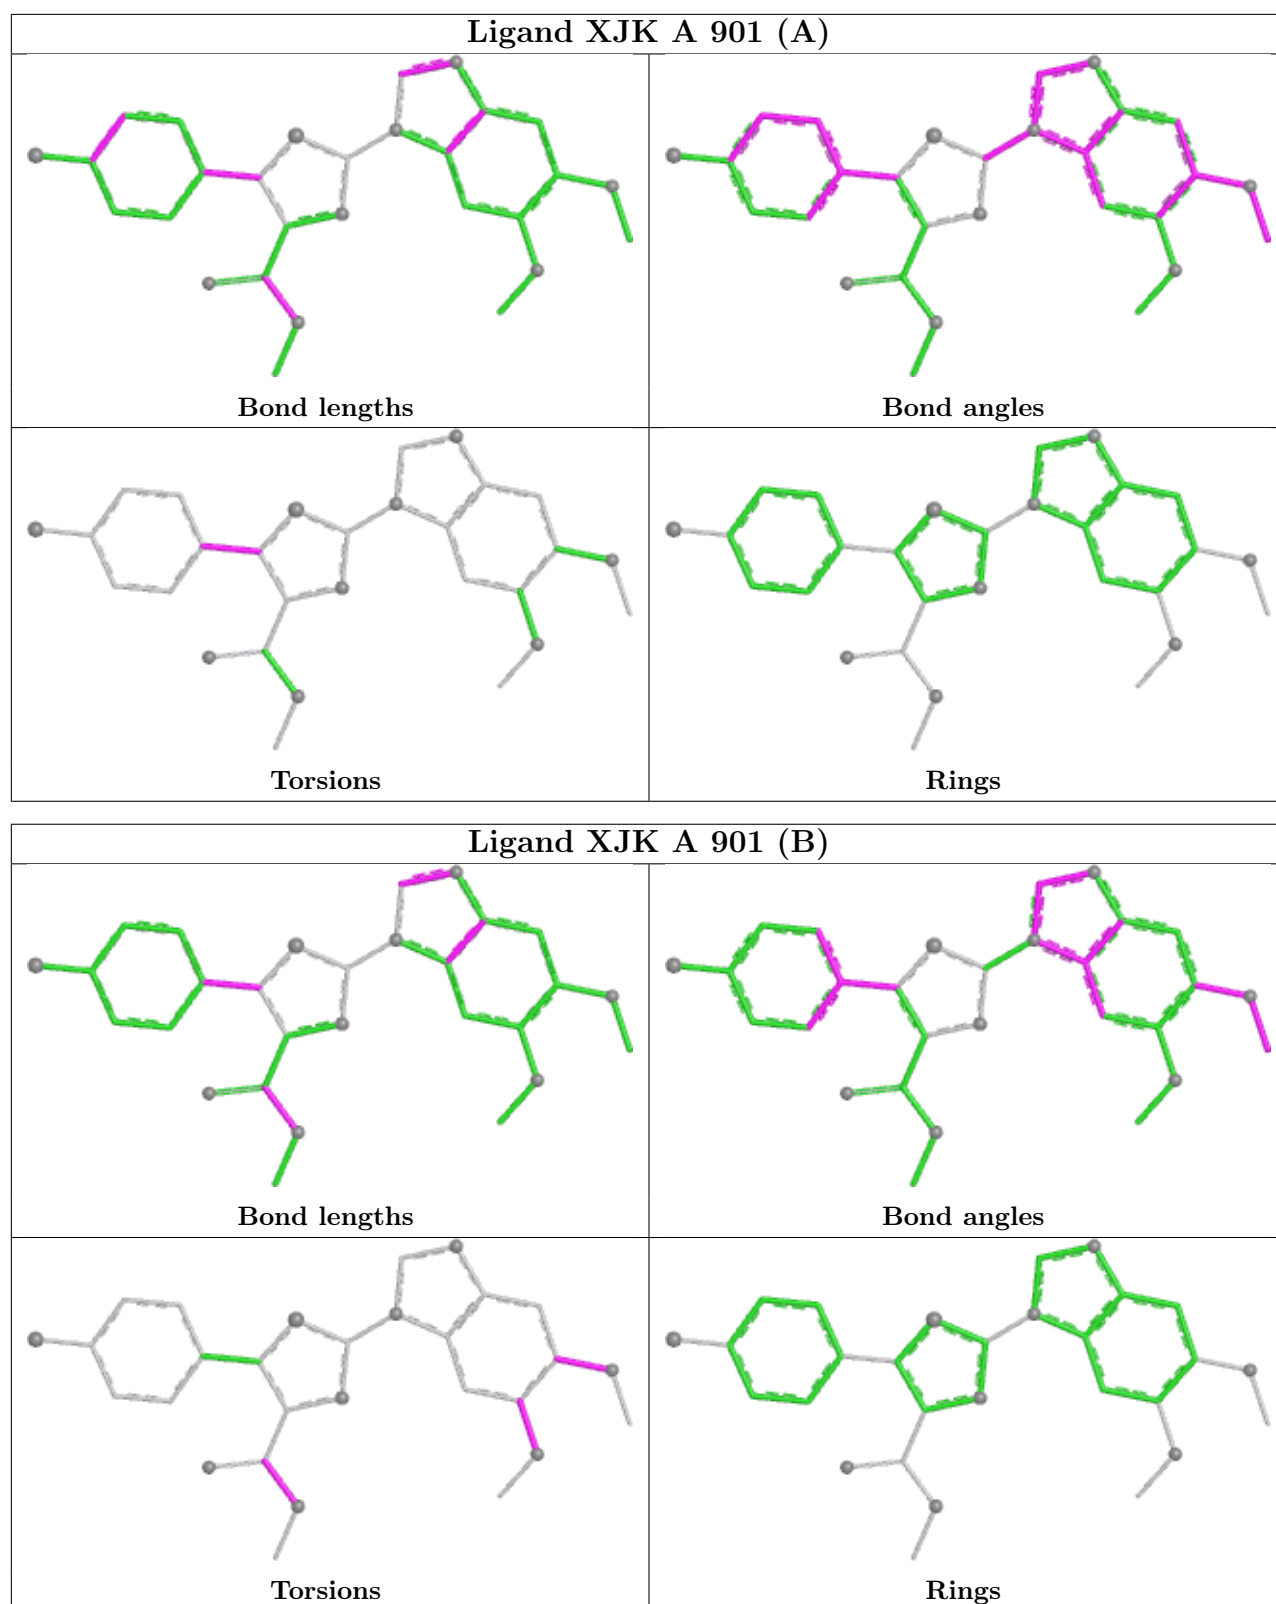 Ligand XJK A 901 (A)
Bond lengths
Bond angles
Torsions
Rings
Ligand XJK A 901 (B)
Bond lengths
Bond angles
Torsions
Rings